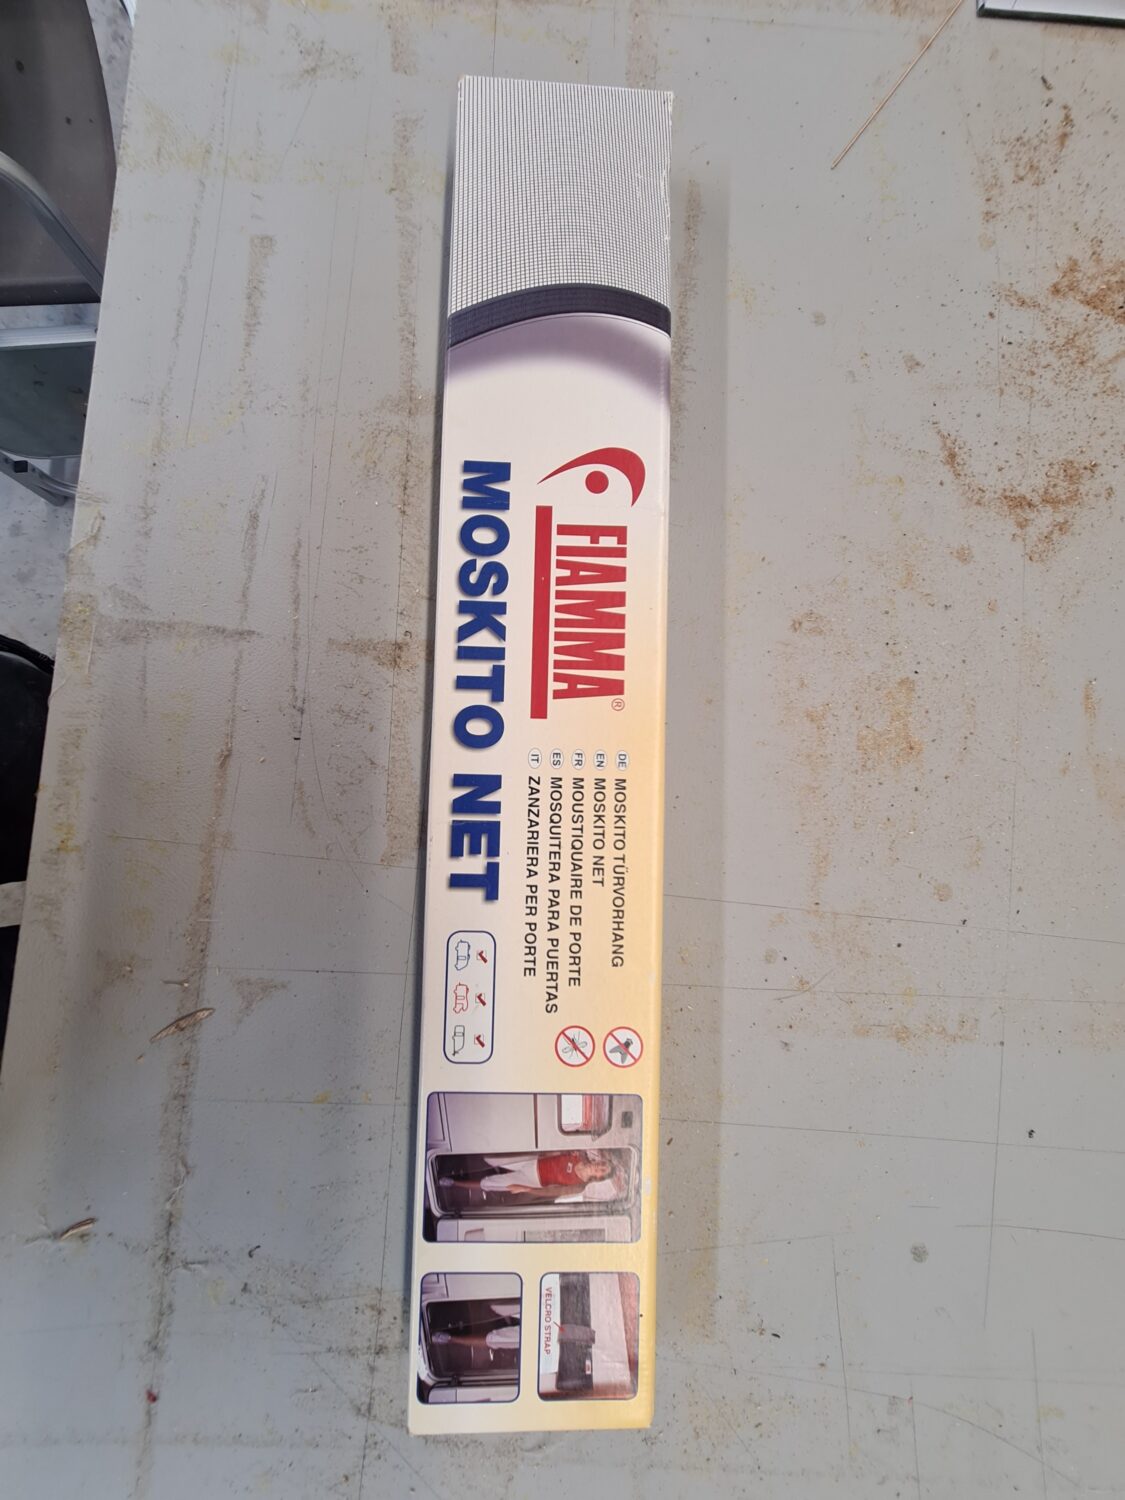 FIAMMA®
MOSKITO NET
DE MOSKITO TÜRVORHANG
EN MOSKITO NET
FR MOUSTIQUAIRE DE PORTE
ES MOSQUITERA PARA PUERTAS
IT ZANZARIERA PER PORTE
VELCRO STRAP